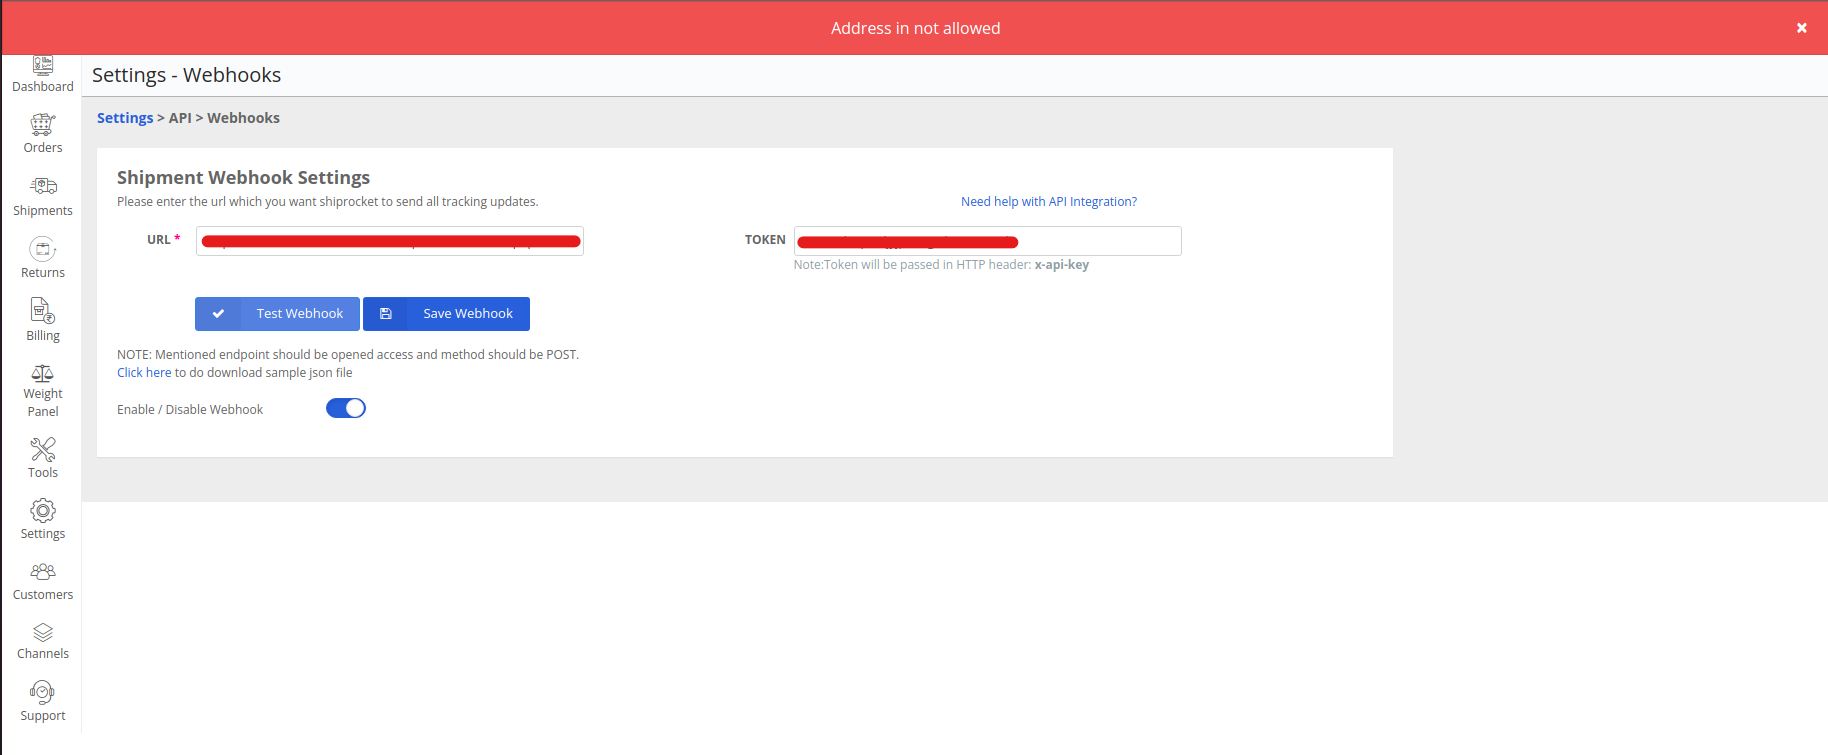 Address in not allowed
Dashboard
Orders
Shipments
Returns
Billing
Weight
Panel
Tools
Settings
Customers
Channels
Support
Settings - Webhooks
Settings > API > Webhooks
Shipment Webhook Settings
Please enter the url which you want shiprocket to send all tracking updates.
Need help with API Integration?
URL *
TOKEN
Note:Token will be passed in HTTP header: x-api-key
Test Webhook
Save Webhook
NOTE: Mentioned endpoint should be opened access and method should be POST.
Click here to do download sample json file
Enable / Disable Webhook